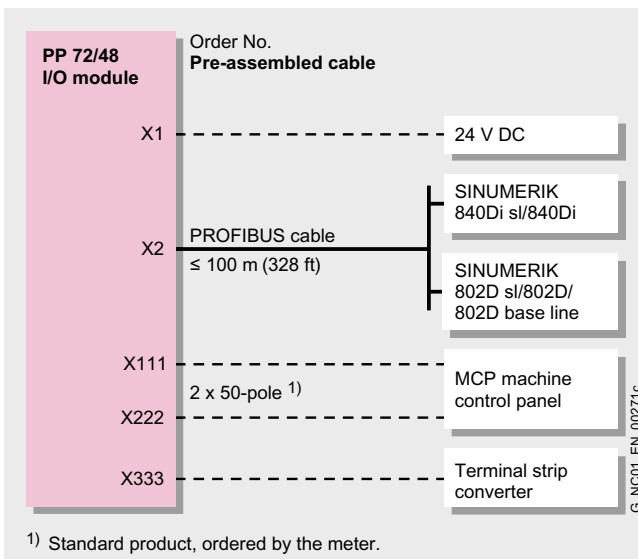 PP 72/48
I/O module
Order No.
Pre-assembled cable
X1
24 V DC
SINUMERIK
840Di sl/840Di
X2
PROFIBUS cable
≤ 100 m (328 ft)
SINUMERIK
802D sl/802D/
802D base line
X111
2 x 50-pole 1)
X222
MCP machine
control panel
X333
Terminal strip
converter
G_NC01_EN_00271c
1) Standard product, ordered by the meter.